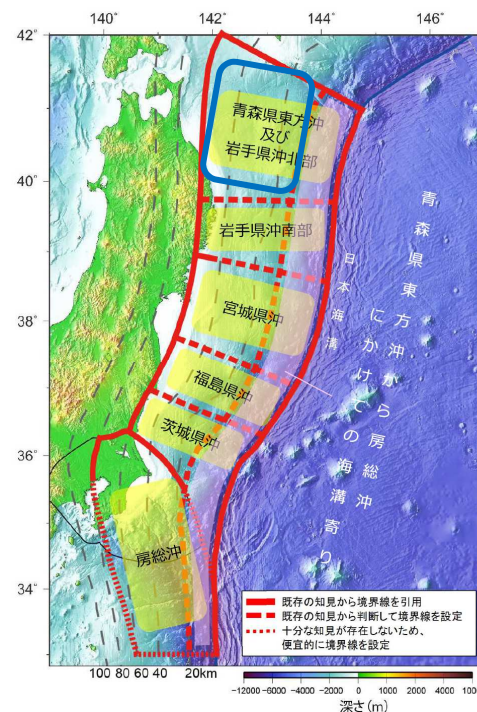 140° 142° 144° 146°
42°
40°
38°
36°
34°
青森県東方沖
及び
岩手県沖北部
岩手県沖南部
宮城県沖
福島県沖
茨城県沖
房総沖
日本海溝
青森県東方沖から房総沖
にかけての海溝寄り
既存の知見から境界線を引用
既存の知見から判断して境界線を設定
十分な知見が存在しないため、
便宜的に境界線を設定
100 80 60 40 20km
-12000 -6000 -4000 -2000 0 1000 2000 4000
深さ(m)